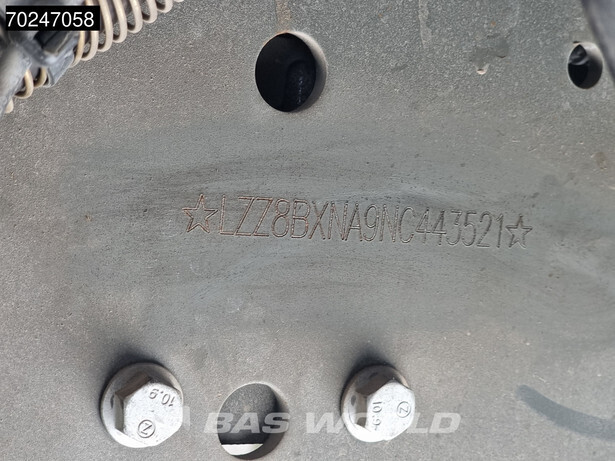 70247058
☆LZZ8BXNA9NC443521☆
10.9
Z
10.9
Z
BAS WORLD